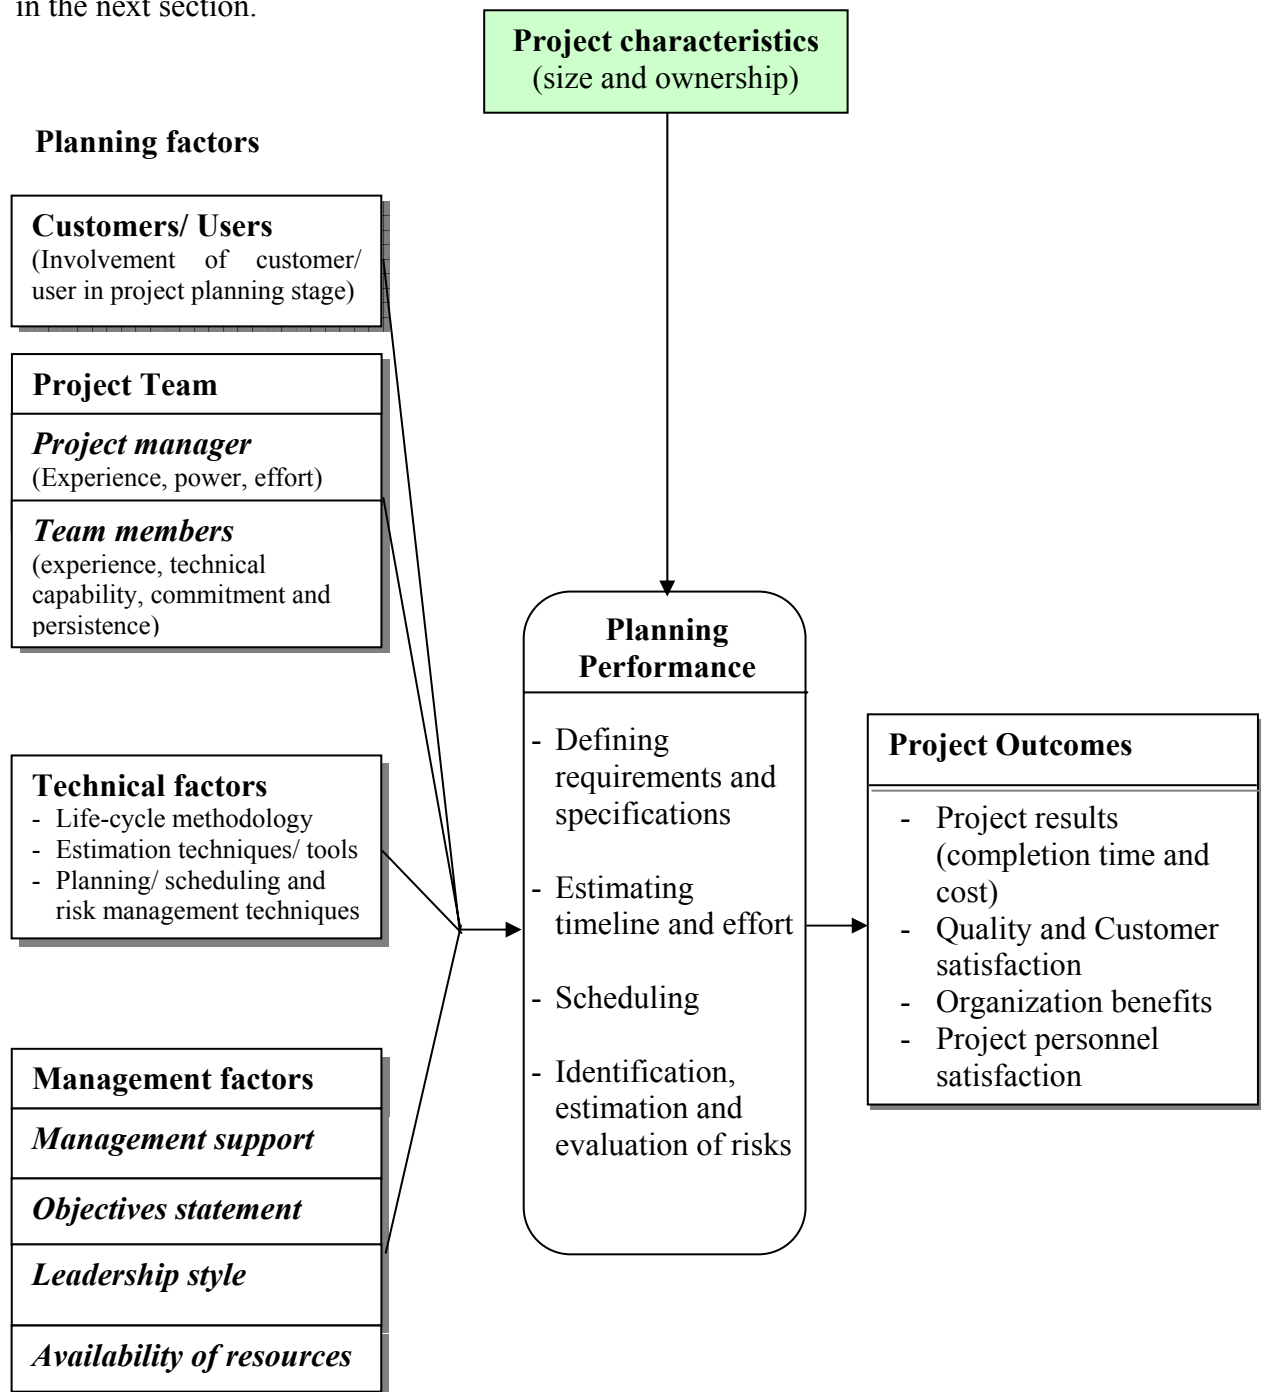 in the next section.
Project characteristics
(size and ownership)
Planning factors
Customers/ Users
(Involvement of customer/
user in project planning stage)
Project Team
Project manager
(Experience, power, effort)
Team members
(experience, technical
capability, commitment and
persistence)
Technical factors
- Life-cycle methodology
- Estimation techniques/ tools
- Planning/ scheduling and
risk management techniques
Management factors
Management support
Objectives statement
Leadership style
Availability of resources
Planning
Performance
- Defining
requirements and
specifications
- Estimating
timeline and effort
- Scheduling
- Identification,
estimation and
evaluation of risks
Project Outcomes
- Project results
(completion time and
cost)
- Quality and Customer
satisfaction
- Organization benefits
- Project personnel
satisfaction